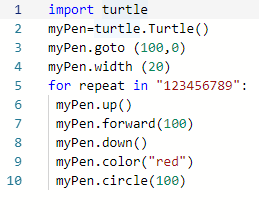 1 import turtle
2 myPen=turtle.Turtle()
3 myPen.goto (100,0)
4 myPen.width (20)
5 for repeat in "123456789":
6 myPen.up()
7 myPen.forward(100)
8 myPen.down()
9 myPen.color("red")
10 myPen.circle(100)